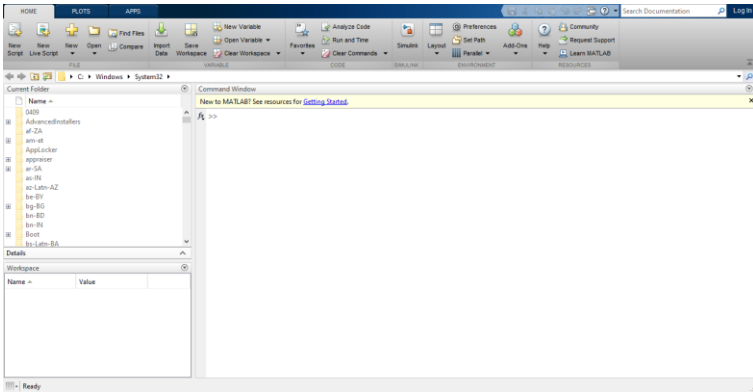 HOME PLOTS APPS Search Documentation Log In
New Script New Live Script New Open Find Files Compare Import Data Save Workspace New Variable Open Variable Clear Workspace Favorites Analyze Code Run and Time Clear Commands Simulink Layout Preferences Set Path Parallel Add-Ons Help Community Request Support Learn MATLAB
FILE VARIABLE CODE SIMULINK ENVIRONMENT RESOURCES
C: Windows System32
Current Folder
Name
0409
AdvancedInstallers
af-ZA
am-et
AppLocker
appraiser
ar-SA
as-IN
az-Latn-AZ
be-BY
bg-BG
bn-BD
bn-IN
Boot
bs-Latn-BA
Details
Workspace
Name Value
Command Window
New to MATLAB? See resources for Getting Started.
fx >>
Ready